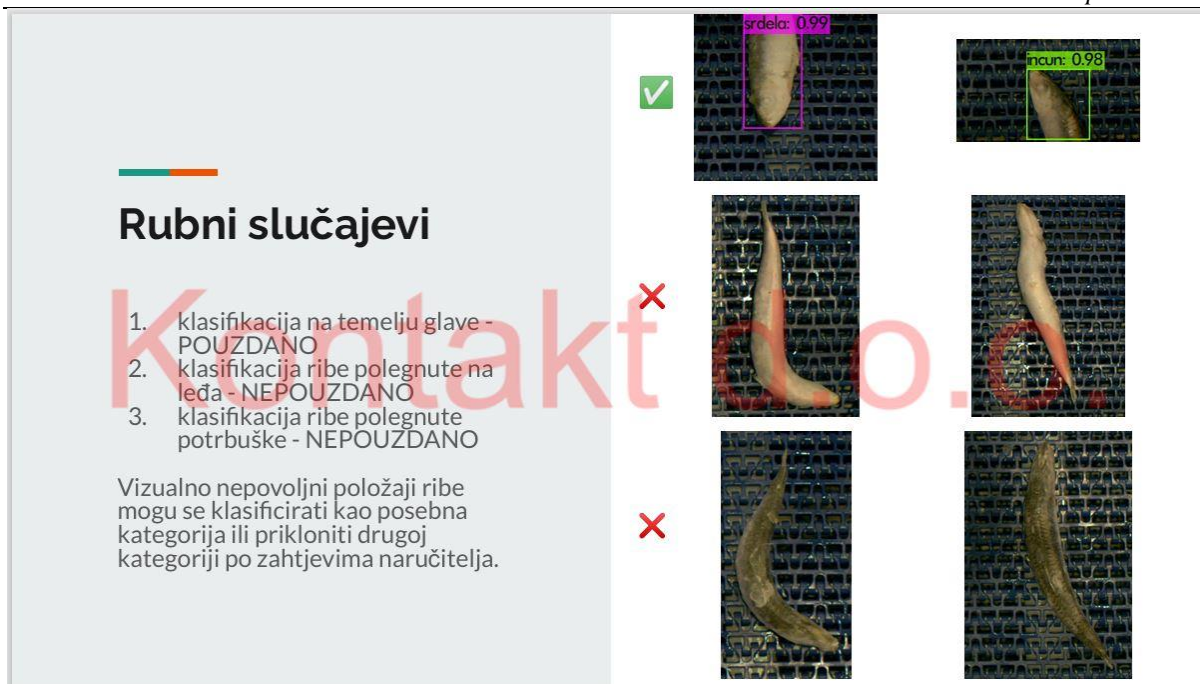 srdela: 0.99
incun: 0.98
Rubni slučajevi
1. klasifikacija na temelju glave -
POUZDANO
2. klasifikacija ribe polegnute na
leđa - NEPOUZDANO
3. klasifikacija ribe polegnute
potrbuške - NEPOUZDANO
Vizualno nepovoljni položaji ribe
mogu se klasificirati kao posebna
kategorija ili prikloniti drugoj
kategoriji po zahtjevima naručitelja.
Kontakt d.o.o.